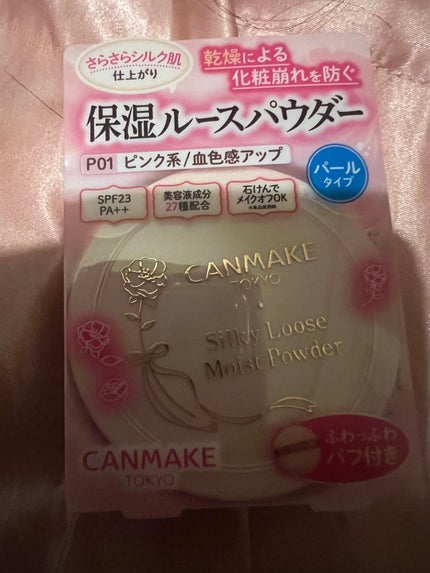 さらさらシルク肌
仕上がり
乾燥による
化粧崩れを防ぐ
保湿ルースパウダー
P01 ピンク系/血色感アップ
パール
タイプ
SPF23
PA++
美容液成分
27種配合
石けんで
メイクオフOK
CANMAKE
TOKYO
Silky Loose
Moist Powder
CANMAKE
TOKYO
ふわっふわ
パフ付き